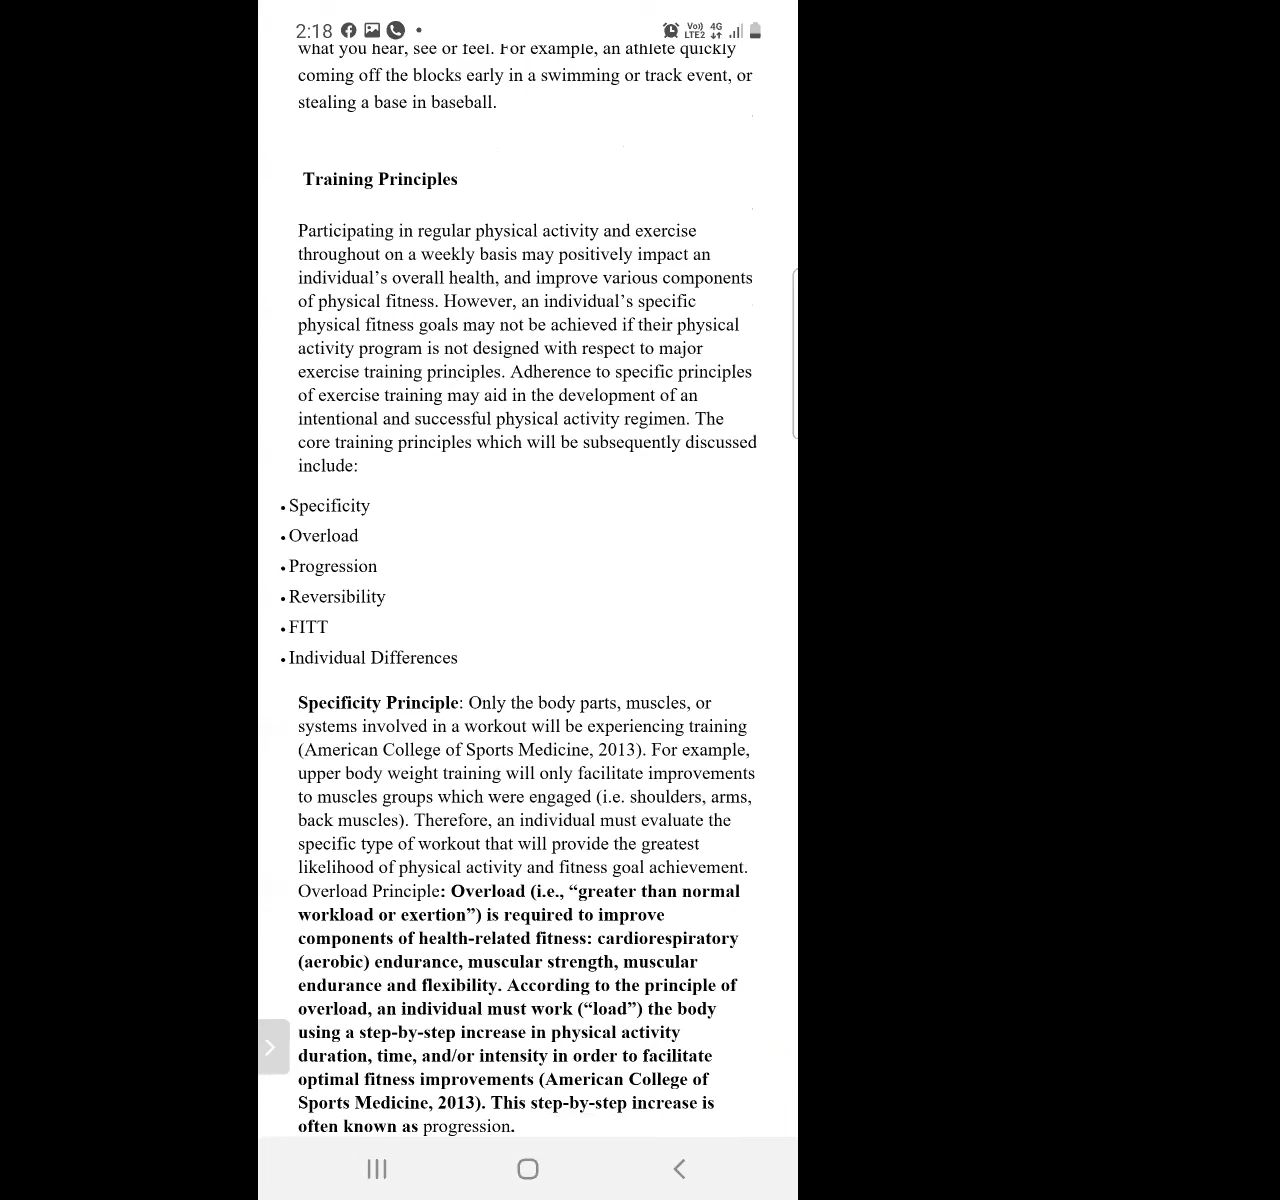 2:18
Vo)) 4G
LTE2
what you hear, see or feel. For example, an athlete quickly
coming off the blocks early in a swimming or track event, or
stealing a base in baseball.
Training Principles
Participating in regular physical activity and exercise
throughout on a weekly basis may positively impact an
individual’s overall health, and improve various components
of physical fitness. However, an individual’s specific
physical fitness goals may not be achieved if their physical
activity program is not designed with respect to major
exercise training principles. Adherence to specific principles
of exercise training may aid in the development of an
intentional and successful physical activity regimen. The
core training principles which will be subsequently discussed
include:
• Specificity
• Overload
• Progression
• Reversibility
• FITT
• Individual Differences
Specificity Principle: Only the body parts, muscles, or
systems involved in a workout will be experiencing training
(American College of Sports Medicine, 2013). For example,
upper body weight training will only facilitate improvements
to muscles groups which were engaged (i.e. shoulders, arms,
back muscles). Therefore, an individual must evaluate the
specific type of workout that will provide the greatest
likelihood of physical activity and fitness goal achievement.
Overload Principle: Overload (i.e., “greater than normal
workload or exertion”) is required to improve
components of health-related fitness: cardiorespiratory
(aerobic) endurance, muscular strength, muscular
endurance and flexibility. According to the principle of
overload, an individual must work (“load”) the body
using a step-by-step increase in physical activity
duration, time, and/or intensity in order to facilitate
optimal fitness improvements (American College of
Sports Medicine, 2013). This step-by-step increase is
often known as progression.